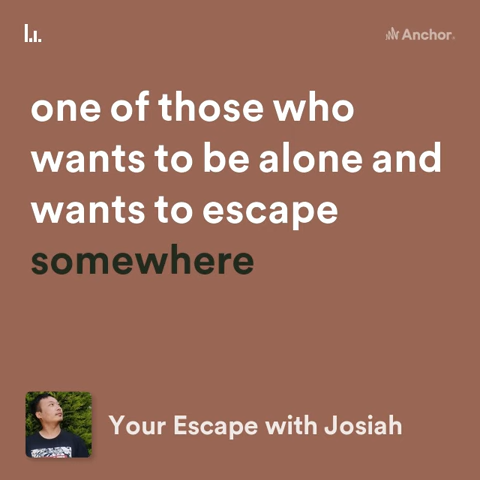 Anchor
one of those who
wants to be alone and
wants to escape
somewhere
Your Escape with Josiah